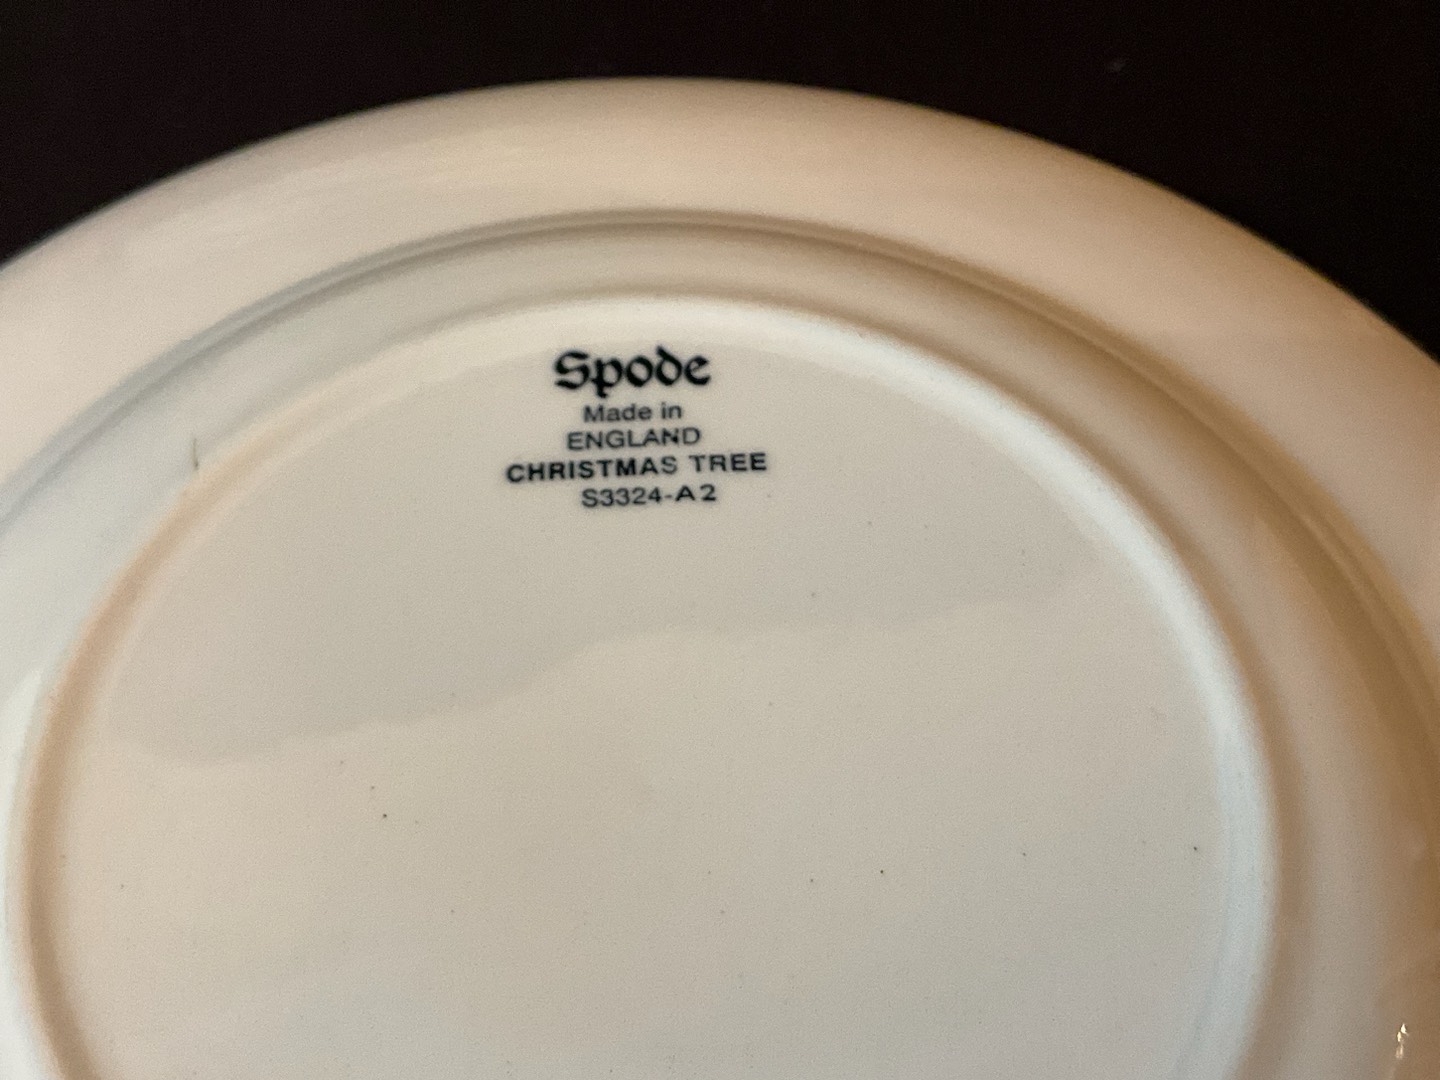 Spode
Made in
ENGLAND
CHRISTMAS TREE
S3324-A2